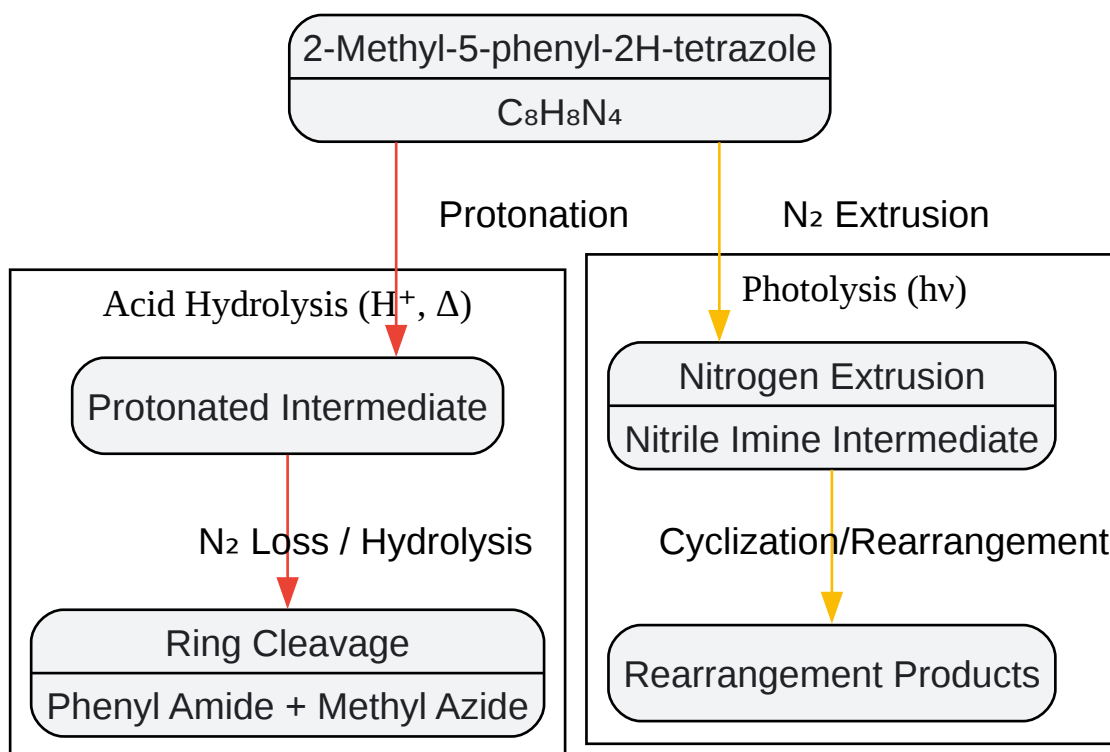 2-Methyl-5-phenyl-2H-tetrazole
C₈H₈N₄
Protonation
N₂ Extrusion
Acid Hydrolysis (H⁺, Δ)
Photolysis (hν)
Protonated Intermediate
Nitrogen Extrusion
Nitrile Imine Intermediate
N₂ Loss / Hydrolysis
Cyclization/Rearrangement
Ring Cleavage
Phenyl Amide + Methyl Azide
Rearrangement Products